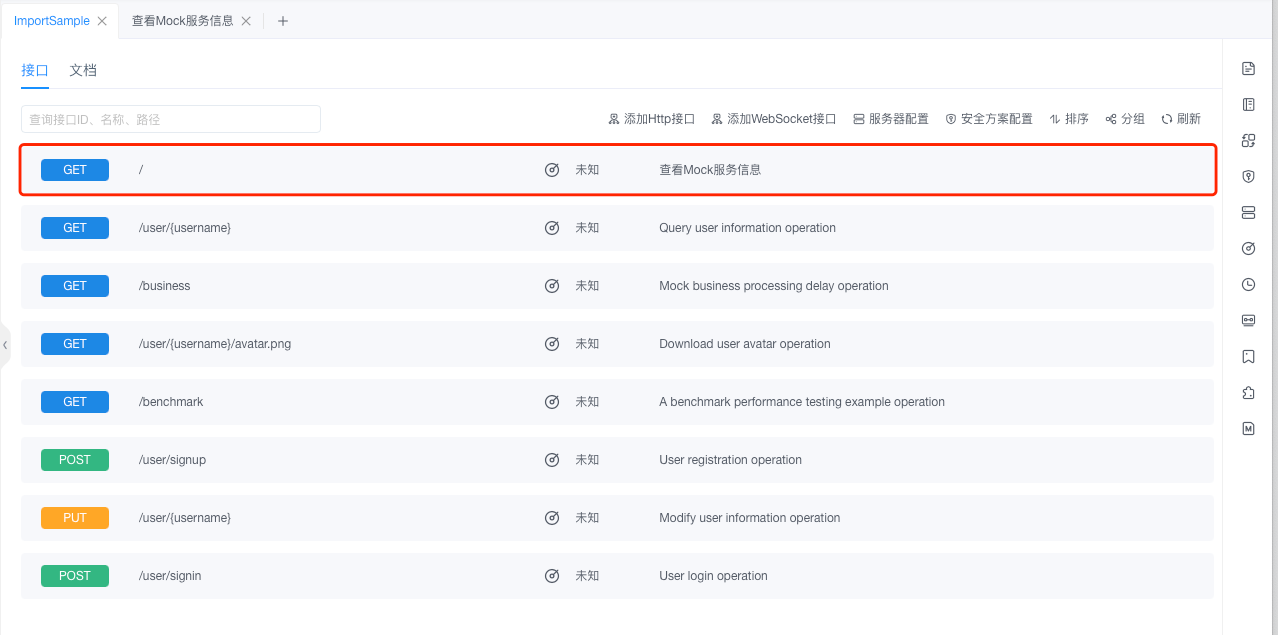 ImportSample 查看Mock服务信息
接口 文档
查询接口ID、名称、路径 添加Http接口 添加WebSocket接口 服务器配置 安全方案配置 排序 分组 刷新
GET / 未知 查看Mock服务信息
GET /user/{username} 未知 Query user information operation
GET /business 未知 Mock business processing delay operation
GET /user/{username}/avatar.png 未知 Download user avatar operation
GET /benchmark 未知 A benchmark performance testing example operation
POST /user/signup 未知 User registration operation
PUT /user/{username} 未知 Modify user information operation
POST /user/signin 未知 User login operation